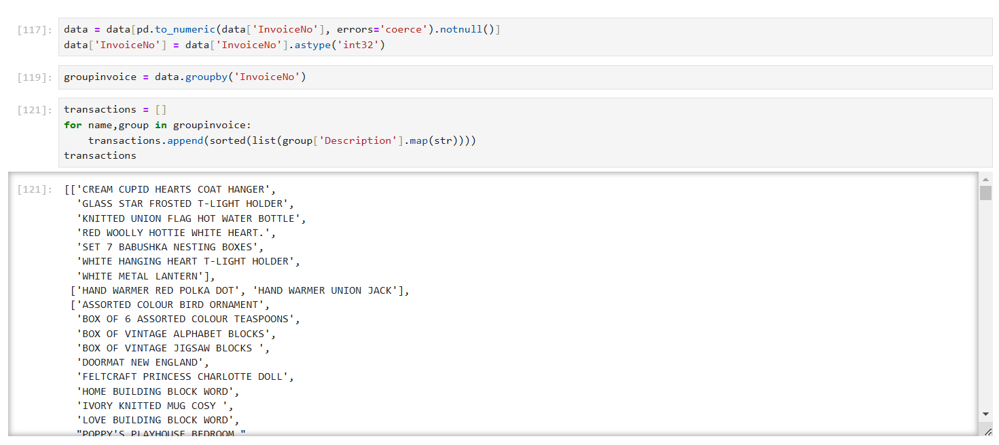 [117]: data = data[pd.to_numeric(data['InvoiceNo'], errors='coerce').notnull()]
data['InvoiceNo'] = data['InvoiceNo'].astype('int32')
[119]: groupinvoice = data.groupby('InvoiceNo')
[121]: transactions = []
for name,group in groupinvoice:
    transactions.append(sorted(list(group['Description'].map(str))))
transactions
[121]: [['CREAM CUPID HEARTS COAT HANGER',
'GLASS STAR FROSTED T-LIGHT HOLDER',
'KNITTED UNION FLAG HOT WATER BOTTLE',
'RED WOOLLY HOTTIE WHITE HEART.',
'SET 7 BABUSHKA NESTING BOXES',
'WHITE HANGING HEART T-LIGHT HOLDER',
'WHITE METAL LANTERN'],
['HAND WARMER RED POLKA DOT', 'HAND WARMER UNION JACK'],
['ASSORTED COLOUR BIRD ORNAMENT',
'BOX OF 6 ASSORTED COLOUR TEASPOONS',
'BOX OF VINTAGE ALPHABET BLOCKS',
'BOX OF VINTAGE JIGSAW BLOCKS ',
'DOORMAT NEW ENGLAND',
'FELTCRAFT PRINCESS CHARLOTTE DOLL',
'HOME BUILDING BLOCK WORD',
'IVORY KNITTED MUG COSY ',
'LOVE BUILDING BLOCK WORD',
"POPPY'S PLAYHOUSE BEDROOM "